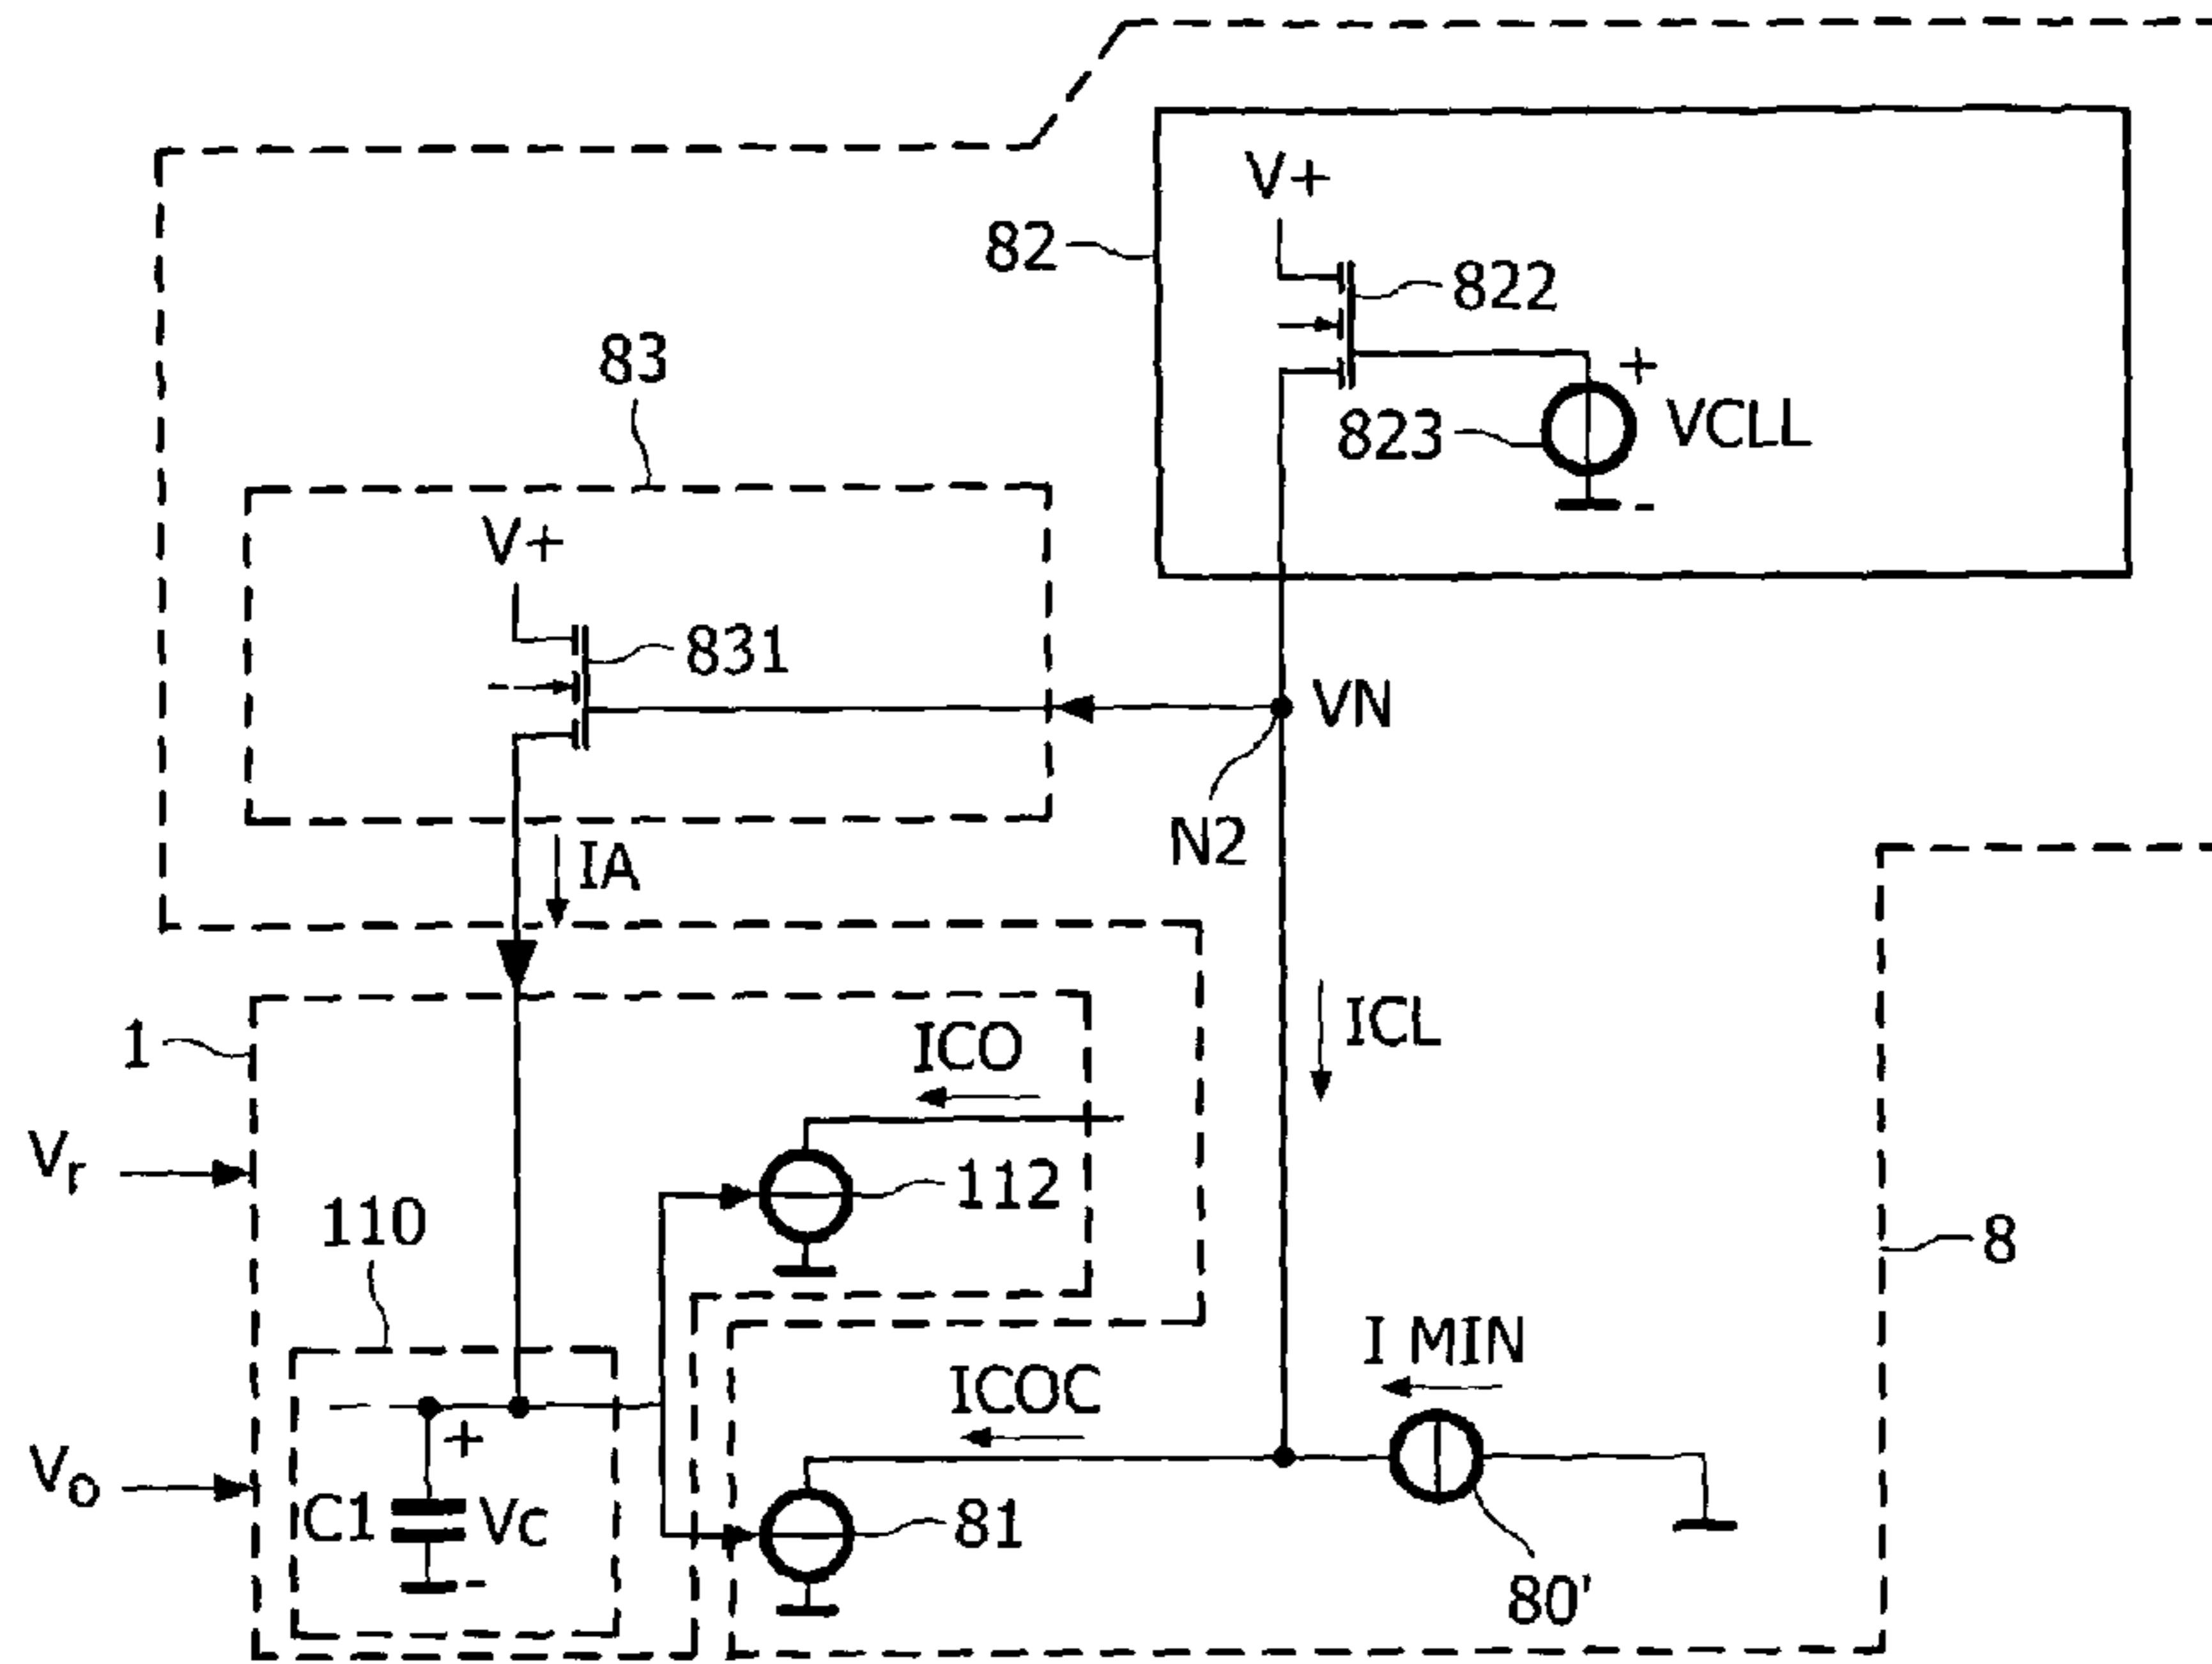 V+
82
822
+
VCLL
823
-
83
V+
831
VN
N2
IA
ICL
1
ICO
Vr
112
110
8
I MIN
ICOC
+
Vo
C1
Vc
81
-
80'